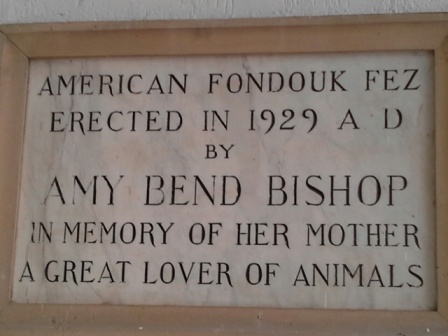 AMERICAN FONDOUK FEZ
ERECTED IN 1929 A D
BY
AMY BEND BISHOP
IN MEMORY OF HER MOTHER
A GREAT LOVER OF ANIMALS